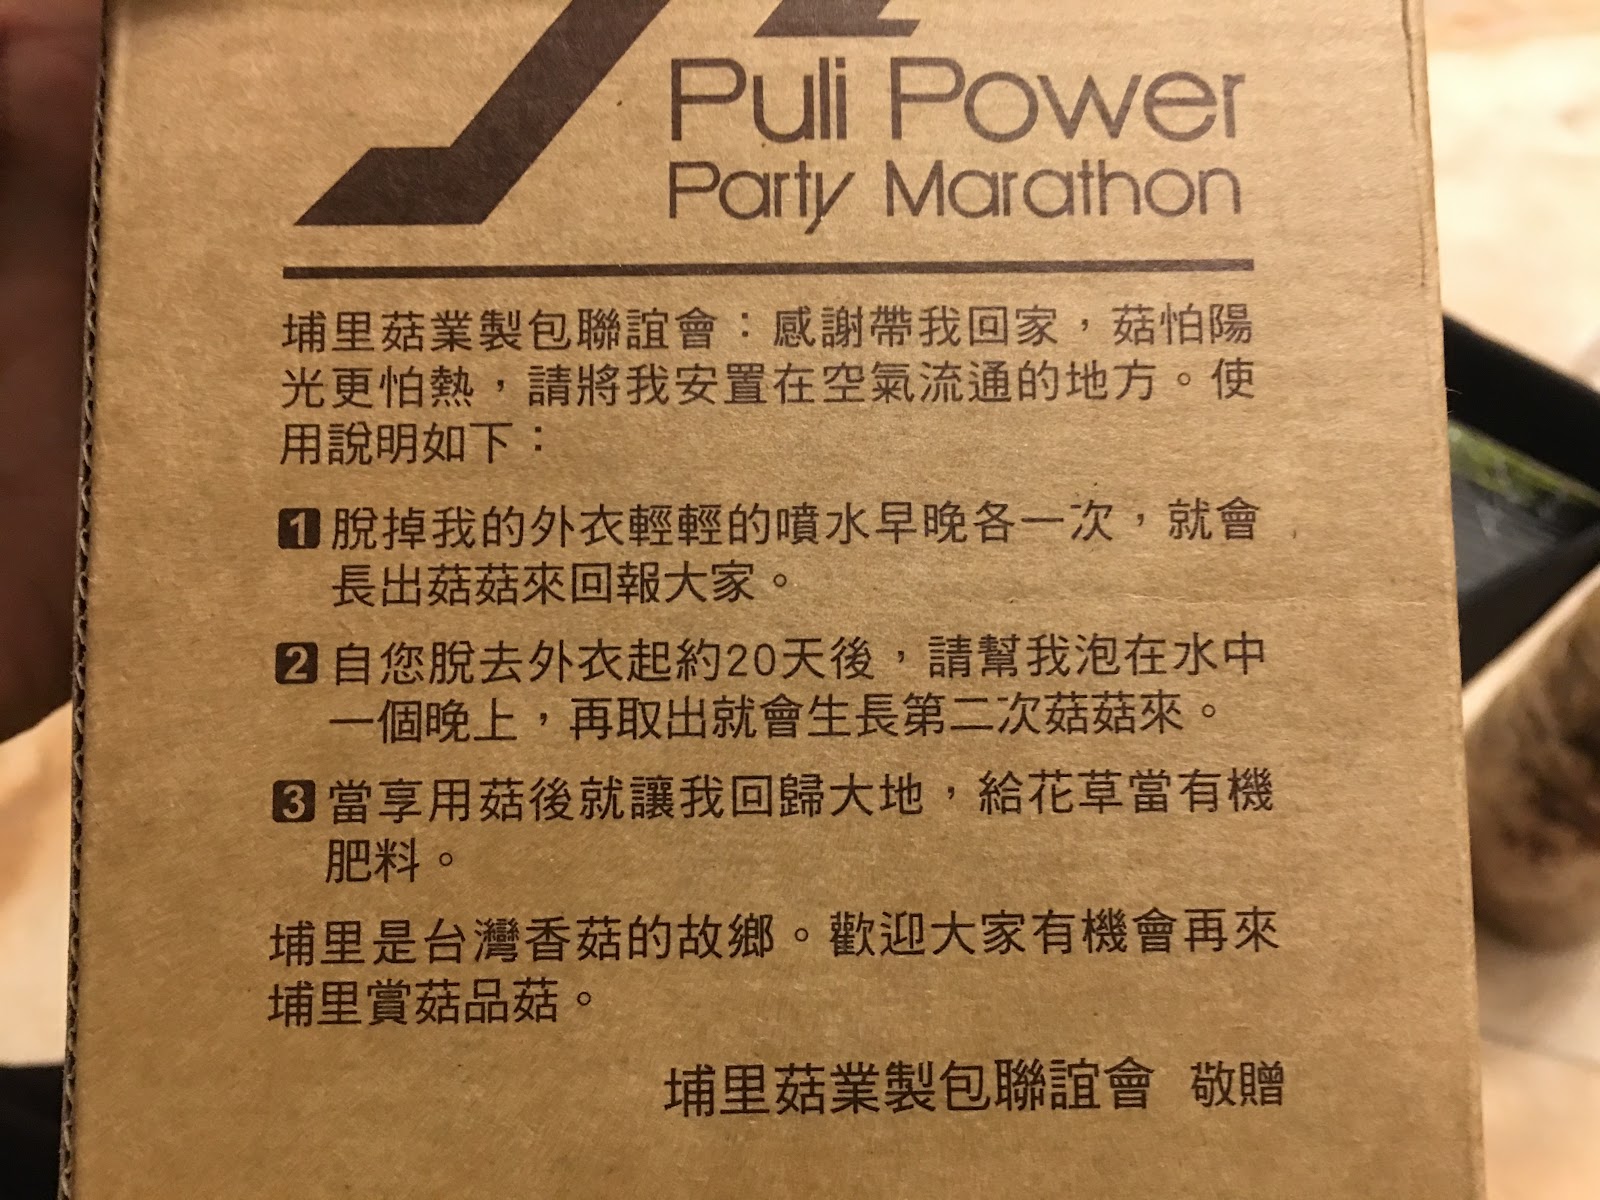 Puli Power
Party Marathon
埔里菇業製包聯誼會：感謝帶我回家，菇怕陽
光更怕熱，請將我安置在空氣流通的地方。使
用說明如下：
1 脫掉我的外衣輕輕的噴水早晚各一次，就會
長出菇菇來回報大家。
2 自您脫去外衣起約20天後，請幫我泡在水中
一個晚上，再取出就會生長第二次菇菇來。
3 當享用菇後就讓我回歸大地，給花草當有機
肥料。
埔里是台灣香菇的故鄉。歡迎大家有機會再來
埔里賞菇品菇。
埔里菇業製包聯誼會 敬贈